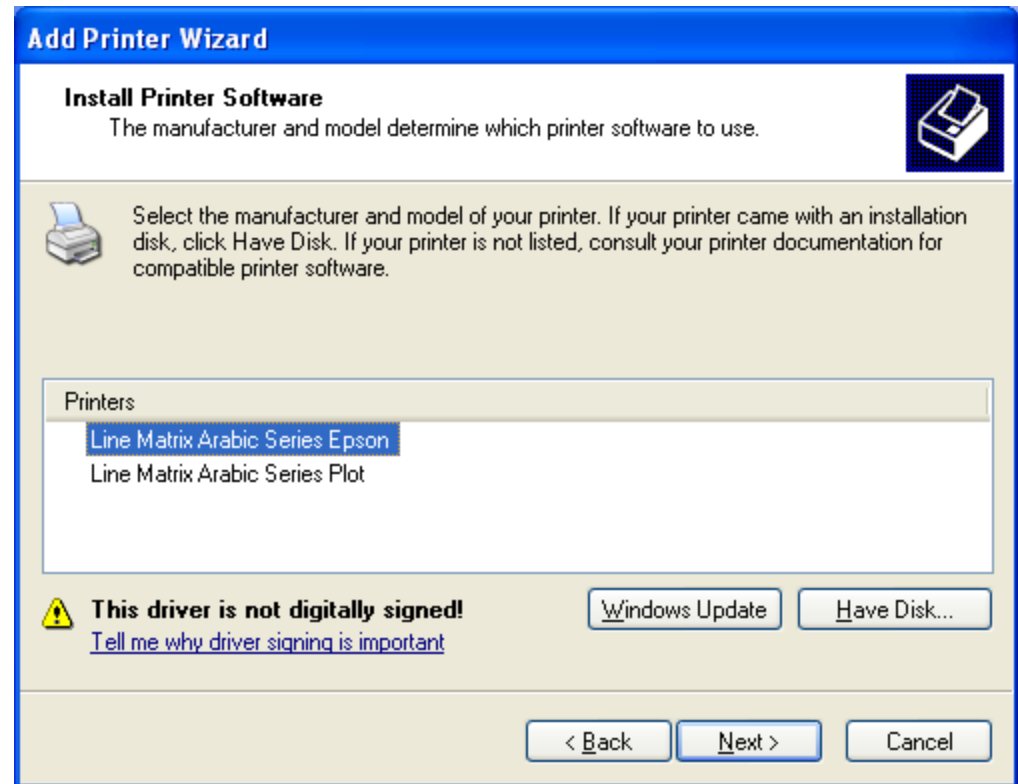 Add Printer Wizard
Install Printer Software
The manufacturer and model determine which printer software to use.
Select the manufacturer and model of your printer. If your printer came with an installation
disk, click Have Disk. If your printer is not listed, consult your printer documentation for
compatible printer software.
Printers
Line Matrix Arabic Series Epson
Line Matrix Arabic Series Plot
This driver is not digitally signed!
Tell me why driver signing is important
Windows Update
Have Disk...
< Back
Next >
Cancel